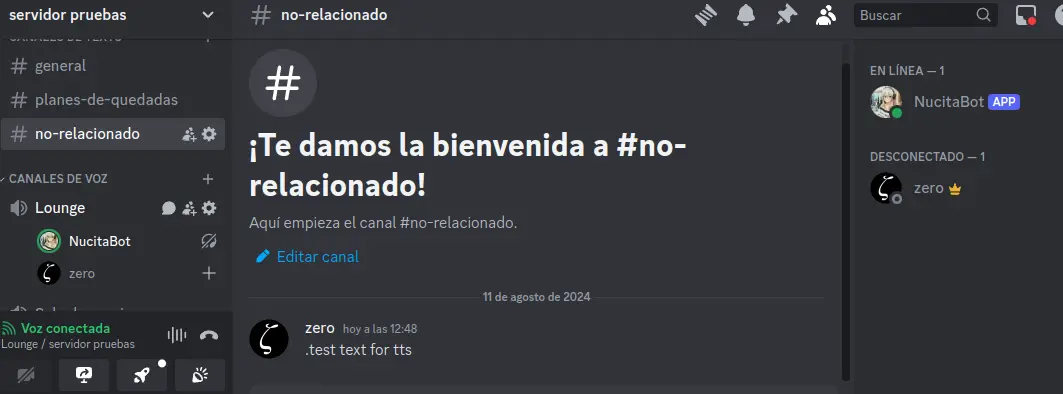 servidor pruebas
CANALES DE TEXTO
general
planes-de-quedadas
no-relacionado
CANALES DE VOZ
Lounge
NucitaBot
zero
Voz conectada
Lounge / servidor pruebas
no-relacionado
Buscar
¡Te damos la bienvenida a #no-
relacionado!
Aquí empieza el canal #no-relacionado.
Editar canal
11 de agosto de 2024
zero hoy a las 12:48
.test text for tts
EN LÍNEA — 1
NucitaBot APP
DESCONECTADO — 1
zero